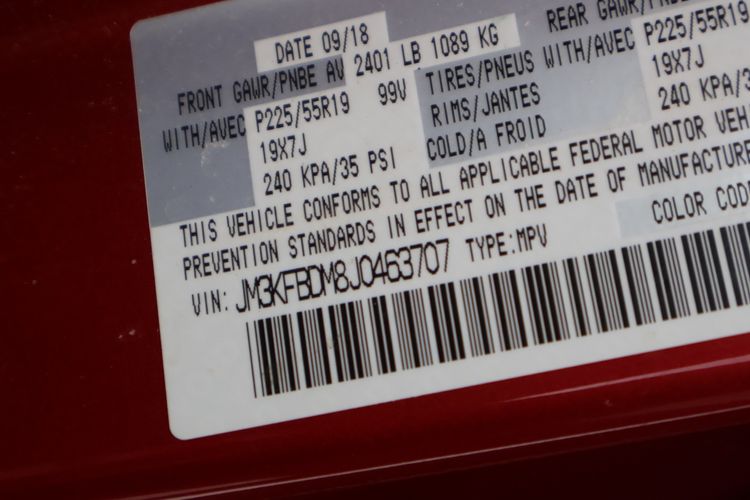 DATE 09/18
FRONT GAWR/PNBE AV 2401 LB 1089 KG REAR GAWR/
WITH/AVEC P225/55R19 99V TIRES/PNEUS WITH/AVEC P225/55R19
19X7J RIMS/JANTES 19X7J
240 KPA/35 PSI COLD/A FROID 240 KPA/3
THIS VEHICLE CONFORMS TO ALL APPLICABLE FEDERAL MOTOR VEH
PREVENTION STANDARDS IN EFFECT ON THE DATE OF MANUFACTURE
COLOR COD
VIN: JM3KFBDM8J0463707 TYPE:MPV